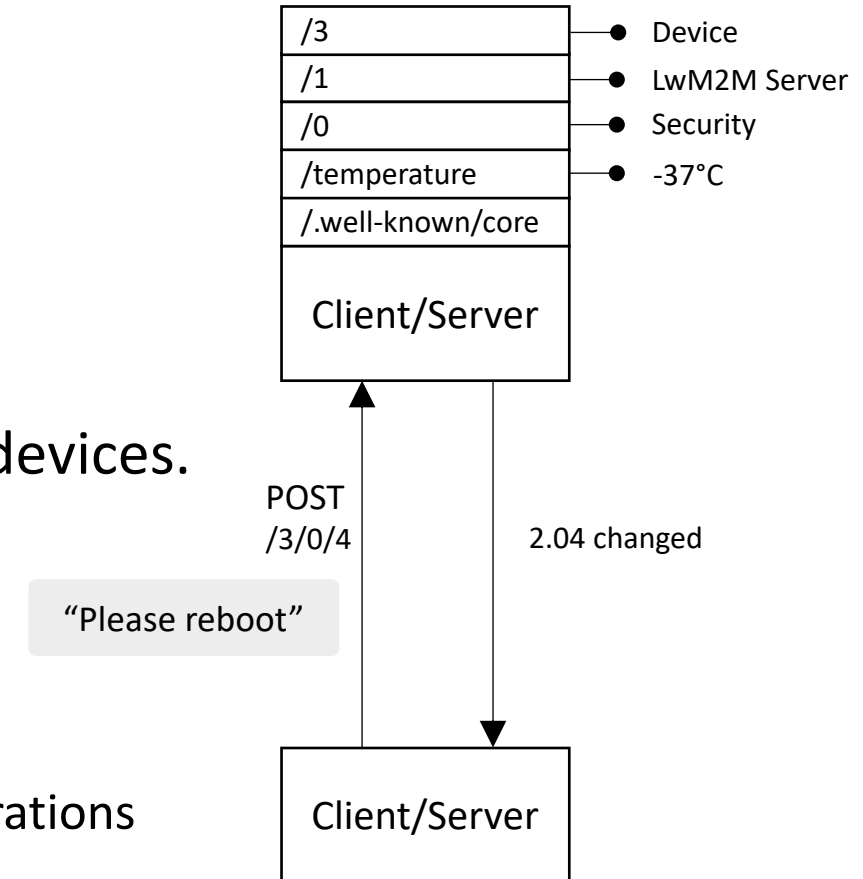 /3
Device
/1
LwM2M Server
/0
Security
/temperature
-37°C
/.well-known/core
Client/Server
devices.
POST
/3/0/4
2.04 changed
“Please reboot”
rations
Client/Server